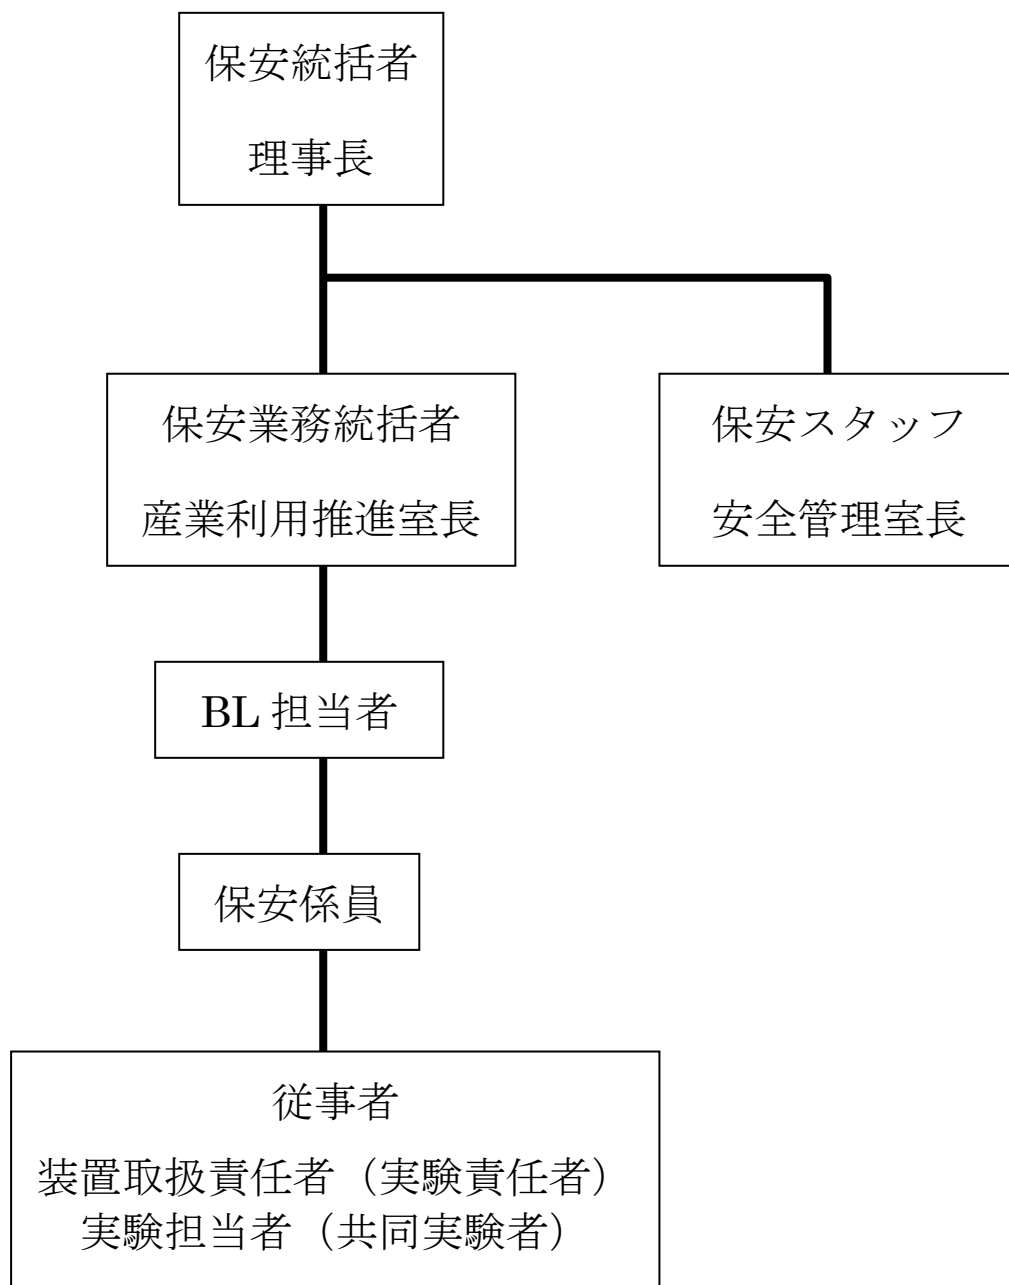 保安統括者
理事長
保安業務統括者
産業利用推進室長
保安スタッフ
安全管理室長
BL 担当者
保安係員
従事者
装置取扱責任者（実験責任者）
実験担当者（共同実験者）